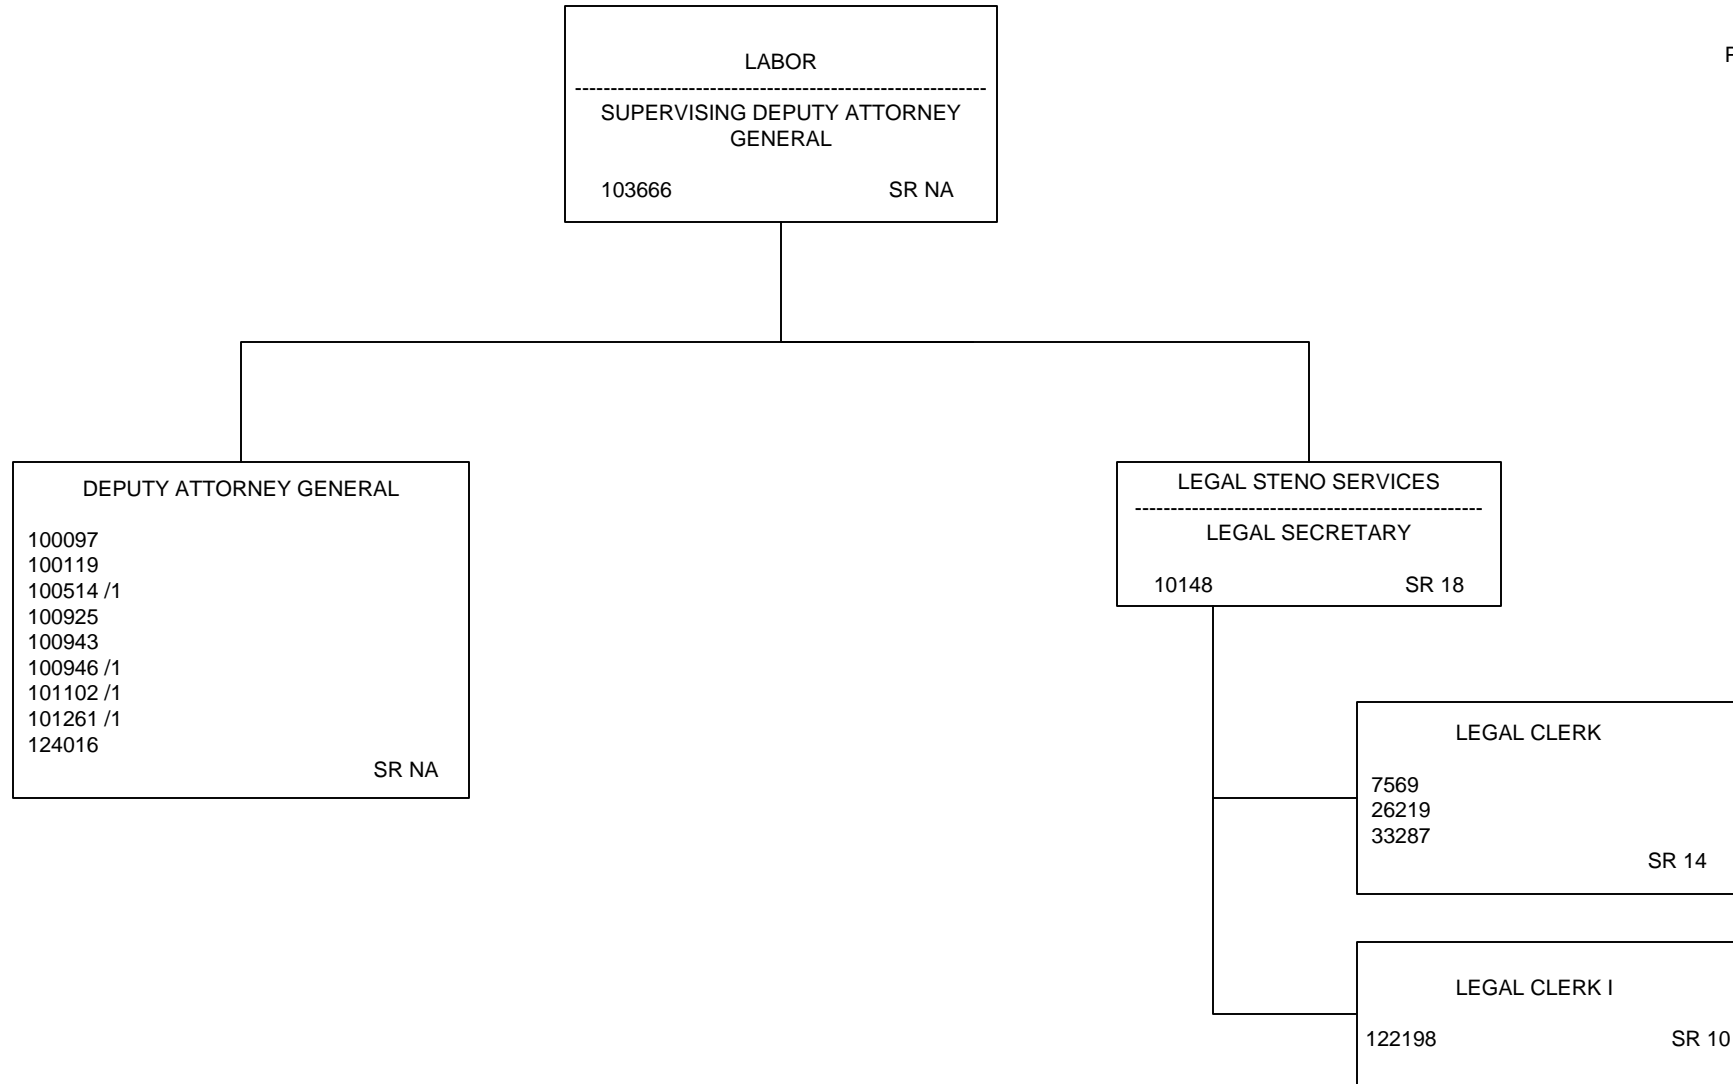 LABOR
SUPERVISING DEPUTY ATTORNEY
GENERAL
103666 SR NA
DEPUTY ATTORNEY GENERAL
100097
100119
100514 /1
100925
100943
100946 /1
101102 /1
101261 /1
124016
SR NA
LEGAL STENO SERVICES
LEGAL SECRETARY
10148 SR 18
LEGAL CLERK
7569
26219
33287
SR 14
LEGAL CLERK I
122198 SR 10